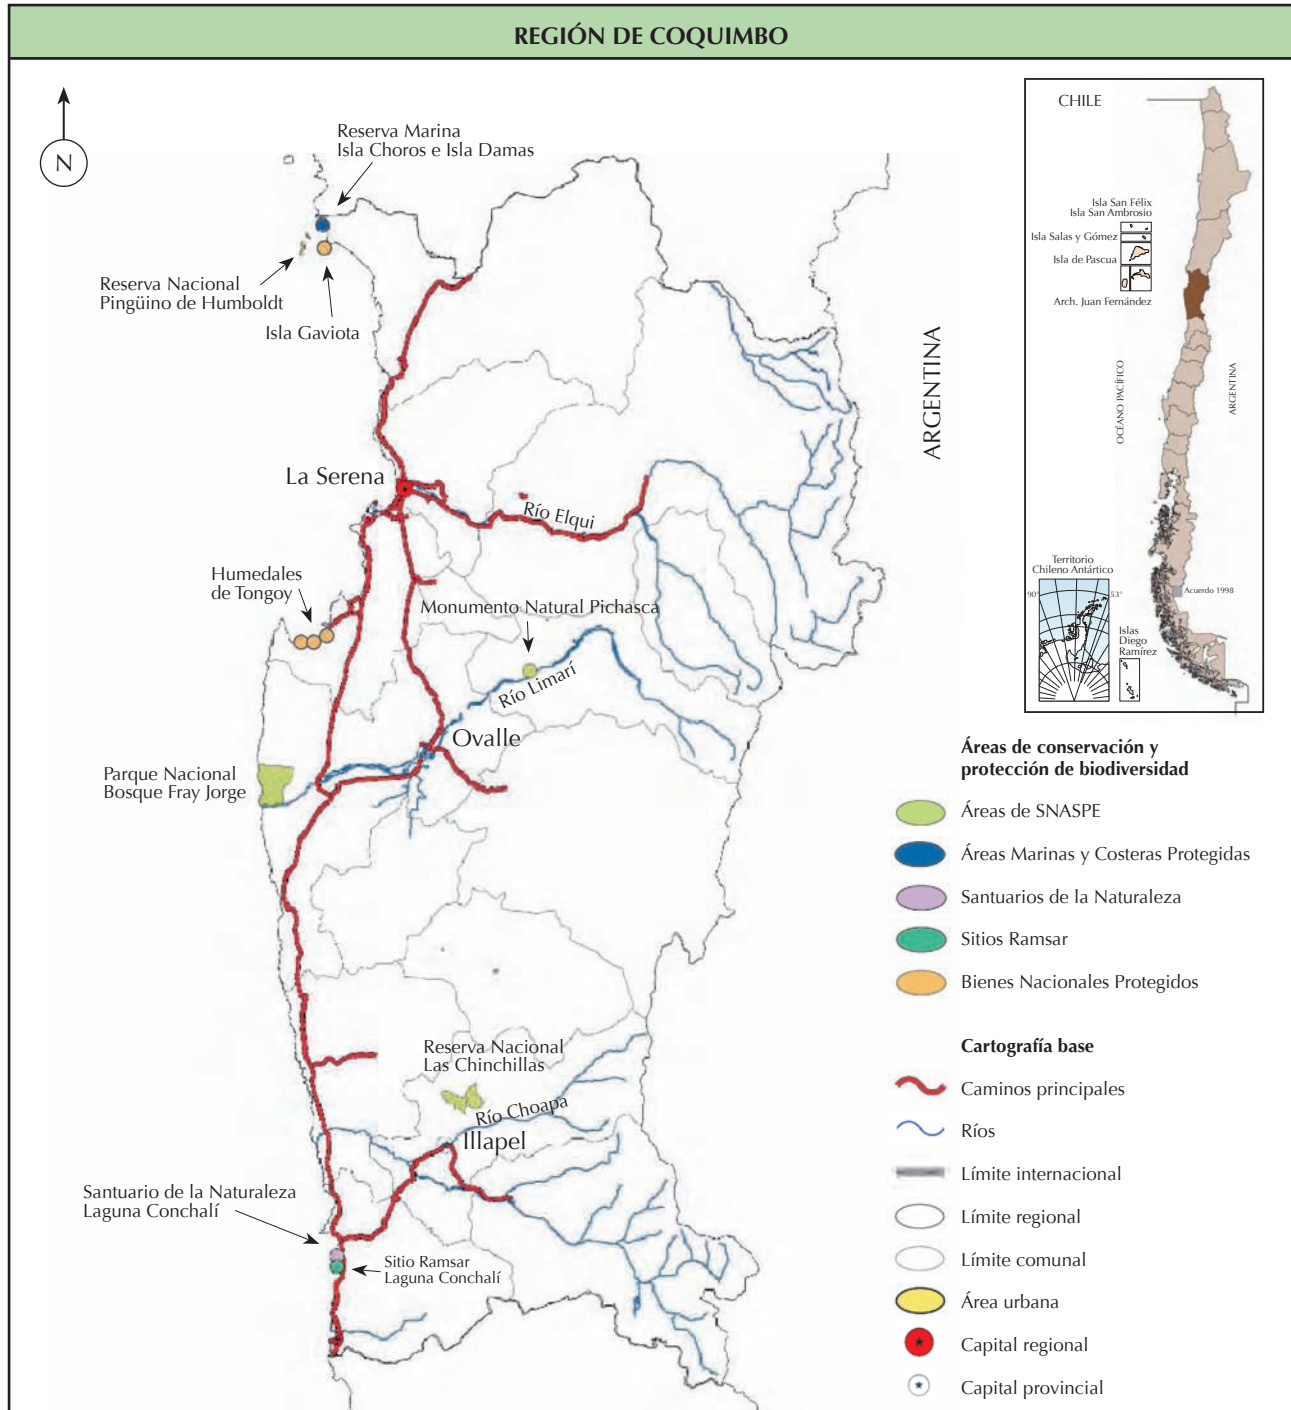 REGIÓN DE COQUIMBO
N
Reserva Marina
Isla Choros e Isla Damas
Reserva Nacional
Pingüino de Humboldt
Isla Gaviota
ARGENTINA
La Serena
Río Elqui
Humedales
de Tongoy
Monumento Natural Pichasca
Río Limarí
Ovalle
Parque Nacional
Bosque Fray Jorge
Reserva Nacional
Las Chinchillas
Río Choapa
Illapel
Santuario de la Naturaleza
Laguna Conchalí
Sitio Ramsar
Laguna Conchalí
CHILE
Isla San Félix
Isla San Ambrosio
Isla Salas y Gómez
Isla de Pascua
Arch. Juan Fernández
OCÉANO PACÍFICO
ARGENTINA
Territorio
Chileno Antártico
90°
53°
Acuerdo 1998
Islas
Diego
Ramírez
Áreas de conservación y
protección de biodiversidad
Áreas de SNASPE
Áreas Marinas y Costeras Protegidas
Santuarios de la Naturaleza
Sitios Ramsar
Bienes Nacionales Protegidos
Cartografía base
Caminos principales
Ríos
Límite internacional
Límite regional
Límite comunal
Área urbana
Capital regional
Capital provincial